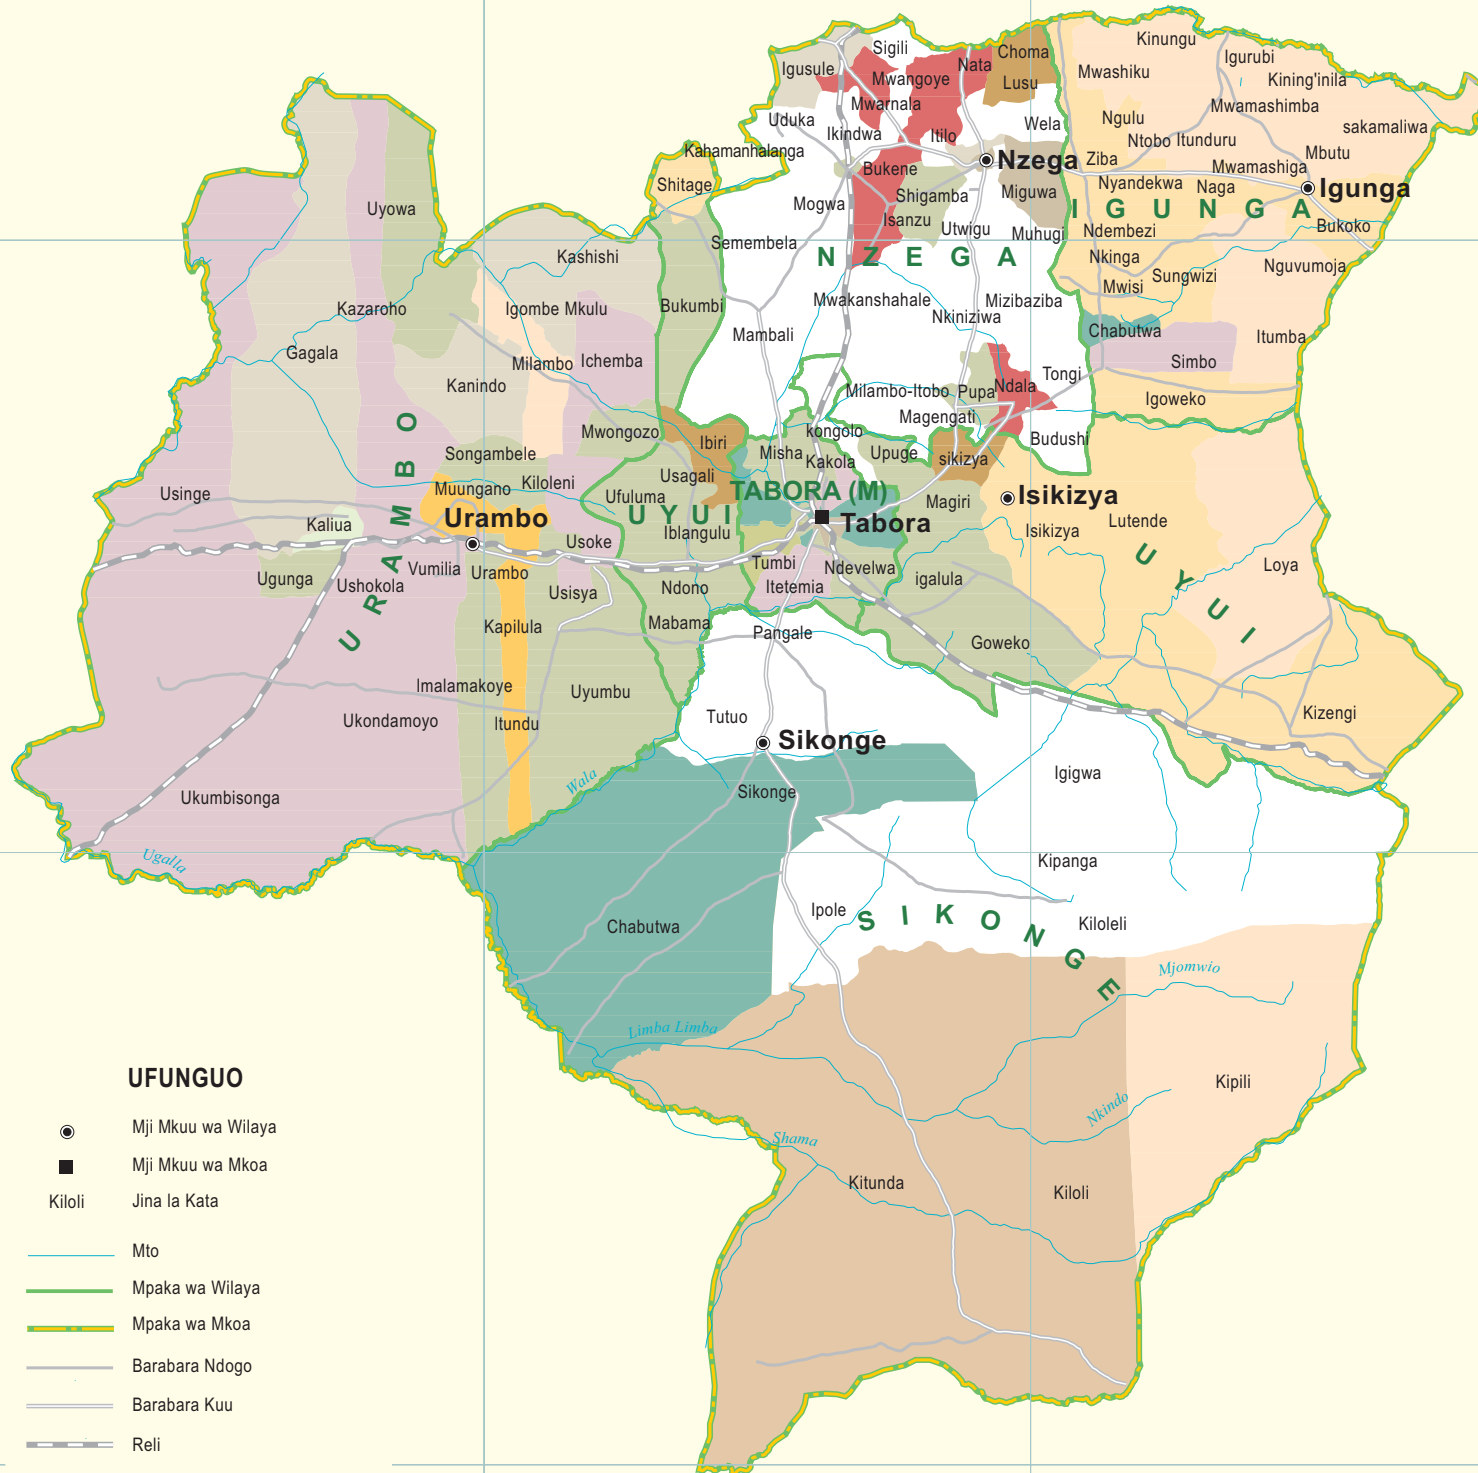 Sigili
Choma
Kinungu
Igurubi
Igusule
Nata
Mwangoye
Lusu
Mwashiku
Kining'inila
Mwarnala
Mwamashimba
Uduka
Ikindwa
Itilo
Wela
Ngulu
sakamaliwa
Ntobo
Itunduru
Kahamanhalanga
Nzega
Ziba
Mbutu
Bukene
Mwamashiga
Shitage
Shigamba
Miguwa
Nyandekwa
Naga
Igunga
Uyowa
Mogwa
Isanzu
IGUNGA
Utwigu
Muhugi
Ndembezi
Bukoko
Semembela
Kashishi
NZEGA
Nkinga
Nguvumoja
Sungwizi
Mwisi
Kazaroho
Igombe Mkulu
Bukumbi
Mwakanshahale
Mizibaziba
Nkiniziwa
Mambali
Chabutwa
Itumba
Gagala
Milambo
Ichemba
Simbo
Kanindo
Milambo-Itobo
Pupa
Ndala
Tongi
Igoweko
Magengati
URAMBO
Mwongozo
Ibiri
kongolo
Budushi
Songambele
Misha
Kakola
Upuge
sikizya
Usinge
Muungano
Kiloleni
Usagali
Ufuluma
TABORA (M)
Magiri
Isikizya
Kaliua
Urambo
UYUI
Iblangulu
Tabora
Isikizya
Lutende
Usoke
UYUI
Ugunga
Ushokola
Vumilia
Urambo
Tumbi
Ndevelwa
Loya
Usisya
Ndono
Itetemia
igalula
Kapilula
Mabama
Pangale
Goweko
Imalamakoye
Uyumbu
Ukondamoyo
Itundu
Tutuo
Kizengi
Sikonge
Ukumbisonga
Wala
Sikonge
Igigwa
Ugalla
Kipanga
Ipole
SIKONGE
Kiloleli
Chabutwa
Mjomwio
Limba Limba
Kipili
Nkindo
Shama
Kitunda
Kiloli
UFUNGUO
Mji Mkuu wa Wilaya
Mji Mkuu wa Mkoa
Kiloli Jina la Kata
Mto
Mpaka wa Wilaya
Mpaka wa Mkoa
Barabara Ndogo
Barabara Kuu
Reli